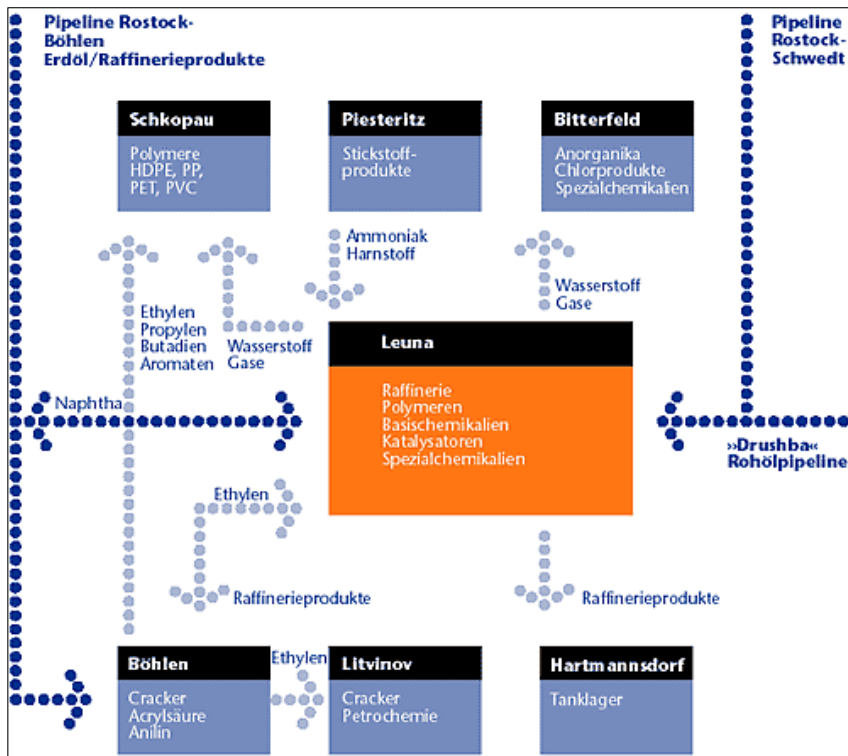 Pipeline Rostock-
Böhlen
Erdöl/Raffinerieprodukte
Pipeline
Rostock-
Schwedt
Schkopau
Polymere
HDPE, PP,
PET, PVC
Piesteritz
Stickstoff-
produkte
Bitterfeld
Anorganika
Chlorprodukte
Spezialchemikalien
Ammoniak
Harnstoff
Ethylen
Propylen
Butadien
Aromaten
Wasserstoff
Gase
Wasserstoff
Gase
Leuna
Raffinerie
Polymeren
Basischemikalien
Katalysatoren
Spezialchemikalien
Naphtha
»Drushba«
Rohölpipeline
Ethylen
Raffinerieprodukte
Raffinerieprodukte
Böhlen
Cracker
Acrylsäure
Anilin
Ethylen
Litvinov
Cracker
Petrochemie
Hartmannsdorf
Tanklager